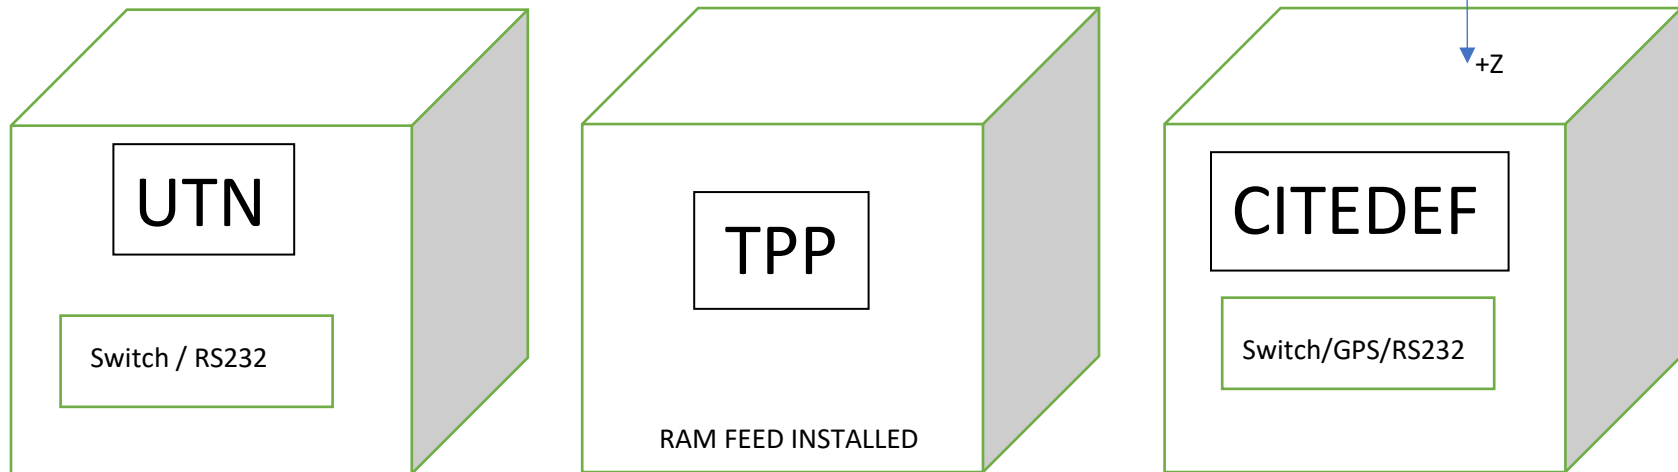 UTN
Switch / RS232
TPP
RAM FEED INSTALLED
+Z
CITEDEF
Switch/GPS/RS232